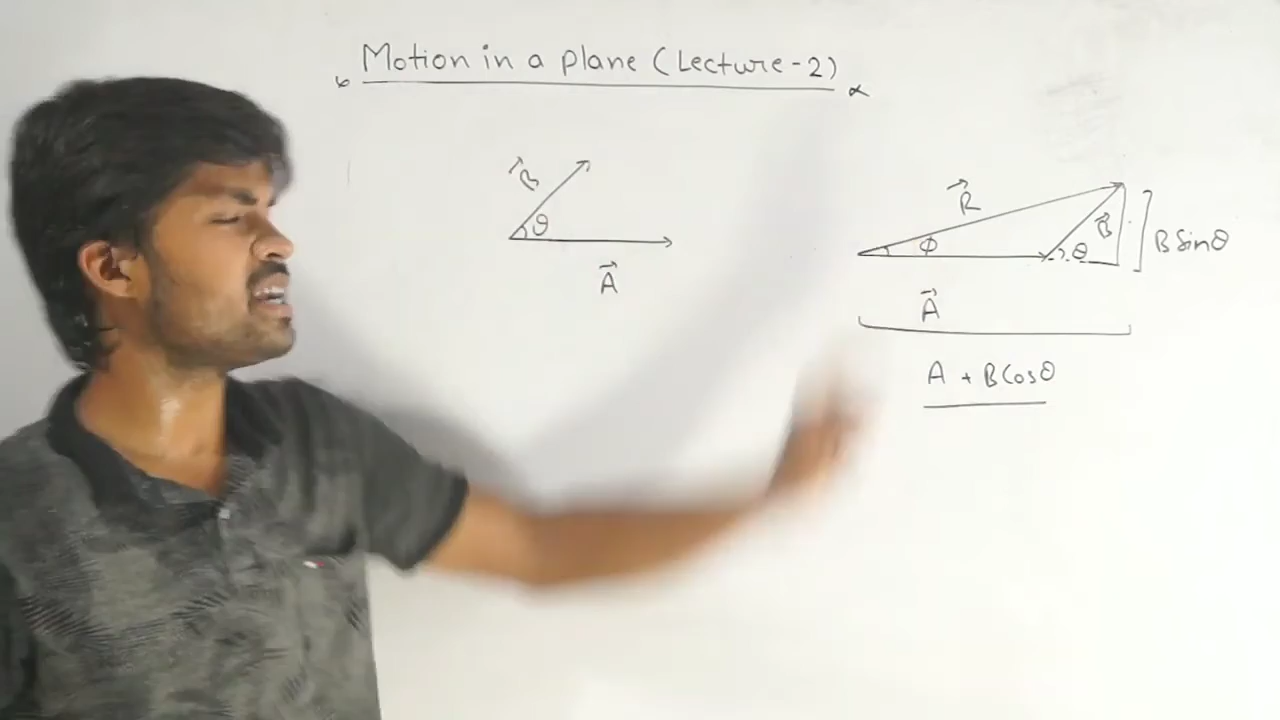 Motion in a plane (Lecture-2)
B⃗
θ
A⃗
R⃗
ϕ
B⃗
θ
B Sinθ
A⃗
A + B Cosθ